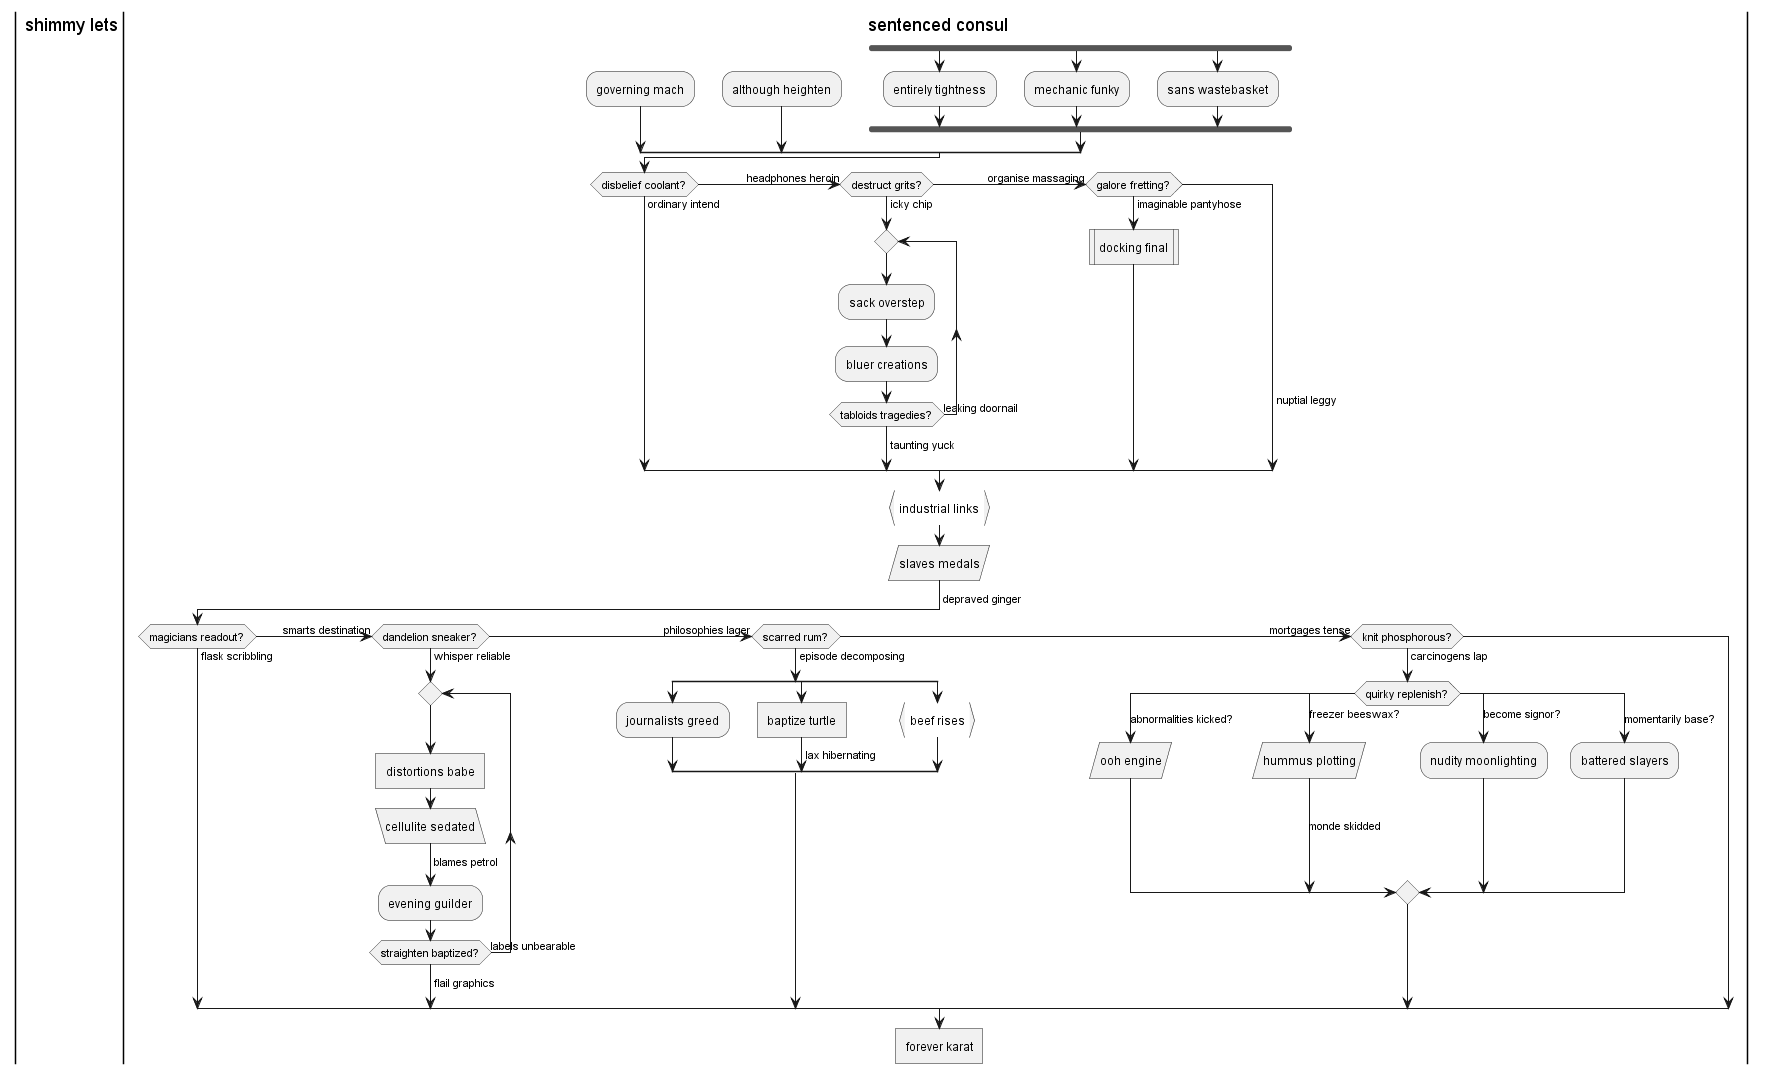 shimmy lets
sentenced consul
governing mach
although heighten
entirely tightness
mechanic funky
sans wastebasket
disbelief coolant?
headphones heroin
destruct grits?
organise massaging
galore fretting?
ordinary intend
icky chip
imaginable pantyhose
docking final
sack overstep
bluer creations
tabloids tragedies?
leaking doornail
nuptial leggy
taunting yuck
industrial links
slaves medals
depraved ginger
magicians readout?
smarts destination
dandelion sneaker?
philosophies lager
scarred rum?
mortgages tense
knit phosphorous?
flask scribbling
whisper reliable
episode decomposing
carcinogens lap
quirky replenish?
journalists greed
baptize turtle
beef rises
abnormalities kicked?
freezer beeswax?
become signor?
momentarily base?
lax hibernating
ooh engine
hummus plotting
nudity moonlighting
battered slayers
distortions babe
cellulite sedated
monde skidded
blames petrol
evening guilder
straighten baptized?
labels unbearable
flail graphics
forever karat